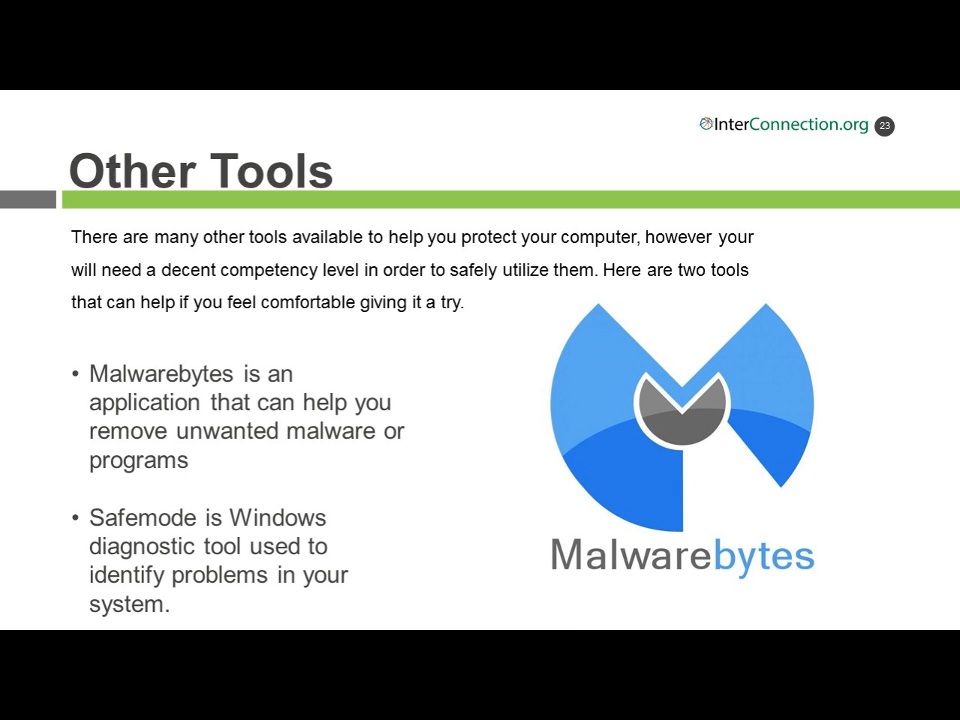 InterConnection.org 23
Other Tools
There are many other tools available to help you protect your computer, however your
will need a decent competency level in order to safely utilize them. Here are two tools
that can help if you feel comfortable giving it a try.
• Malwarebytes is an
application that can help you
remove unwanted malware or
programs
• Safemode is Windows
diagnostic tool used to
identify problems in your
system.
Malwarebytes